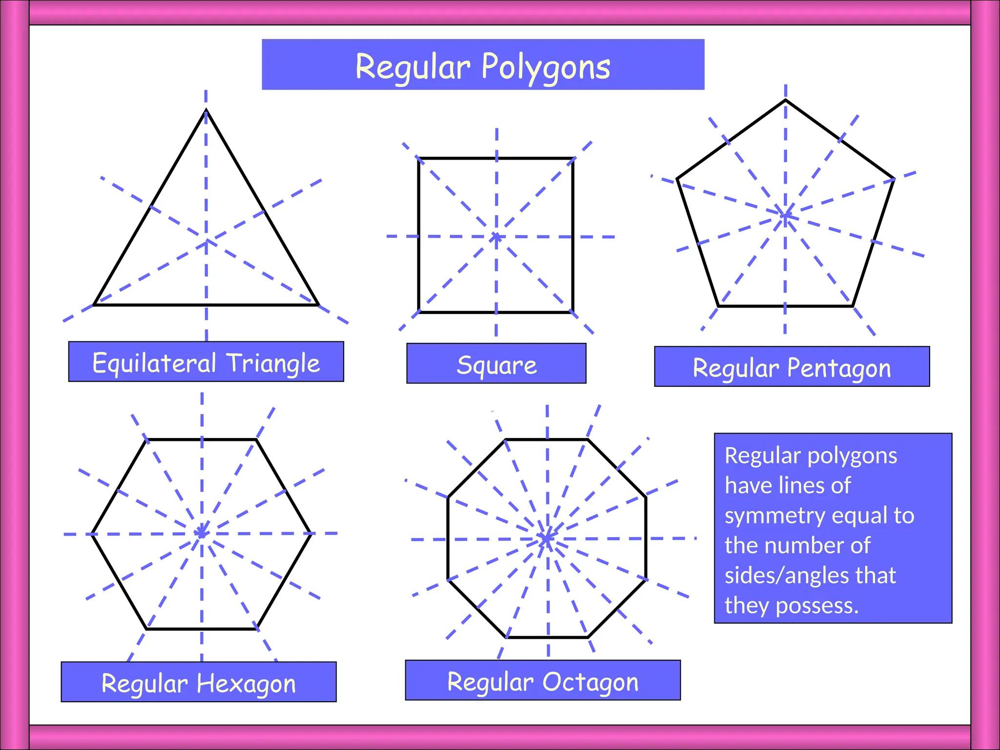 Regular Polygons
Equilateral Triangle
Square
Regular Pentagon
Regular polygons
have lines of
symmetry equal to
the number of
sides/angles that
they possess.
Regular Hexagon
Regular Octagon